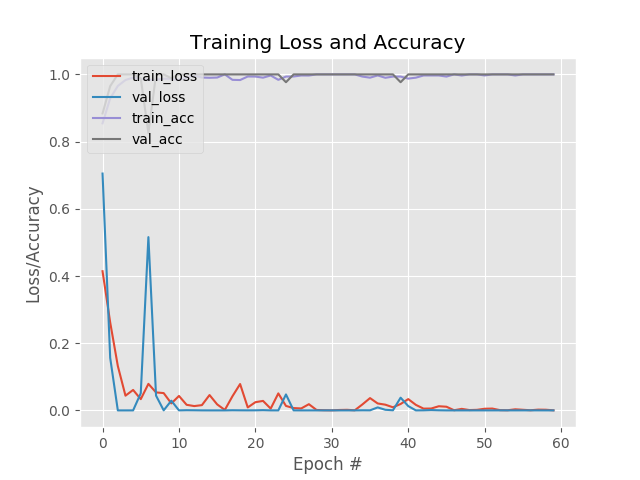 Training Loss and Accuracy
1.0
0.8
0.6
0.4
0.2
0.0
Loss/Accuracy
train_loss
val_loss
train_acc
val_acc
0 10 20 30 40 50 60
Epoch #